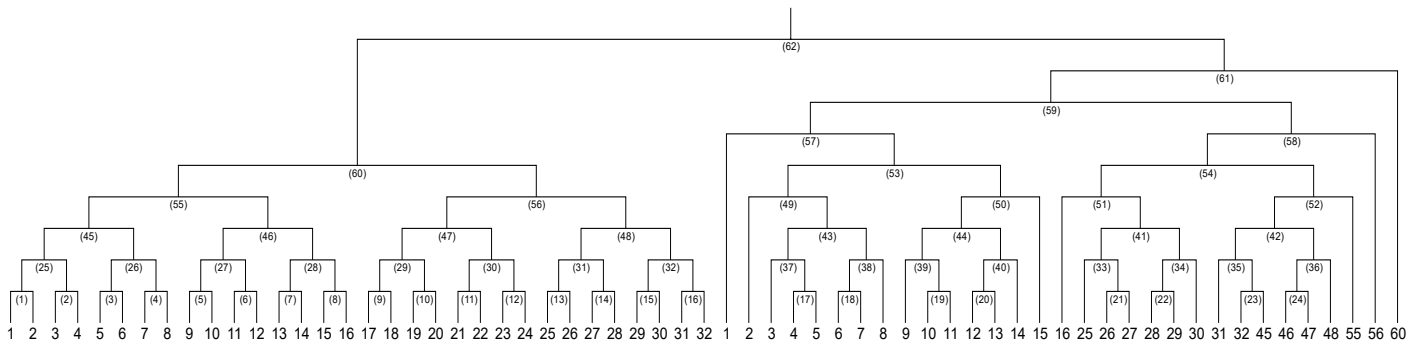 (62)
(61)
(59)
(57) (58)
(60) (53) (54)
(55) (56) (49) (50) (51) (52)
(45) (46) (47) (48) (43) (44) (41) (42)
(25) (26) (27) (28) (29) (30) (31) (32) (37) (38) (39) (40) (33) (34) (35) (36)
(1) (2) (3) (4) (5) (6) (7) (8) (9) (10) (11) (12) (13) (14) (15) (16) (17) (18) (19) (20) (21) (22) (23) (24)
1 2 3 4 5 6 7 8 9 10 11 12 13 14 15 16 17 18 19 20 21 22 23 24 25 26 27 28 29 30 31 32 1 2 3 4 5 6 7 8 9 10 11 12 13 14 15 16 25 26 27 28 29 30 31 32 45 46 47 48 55 56 60